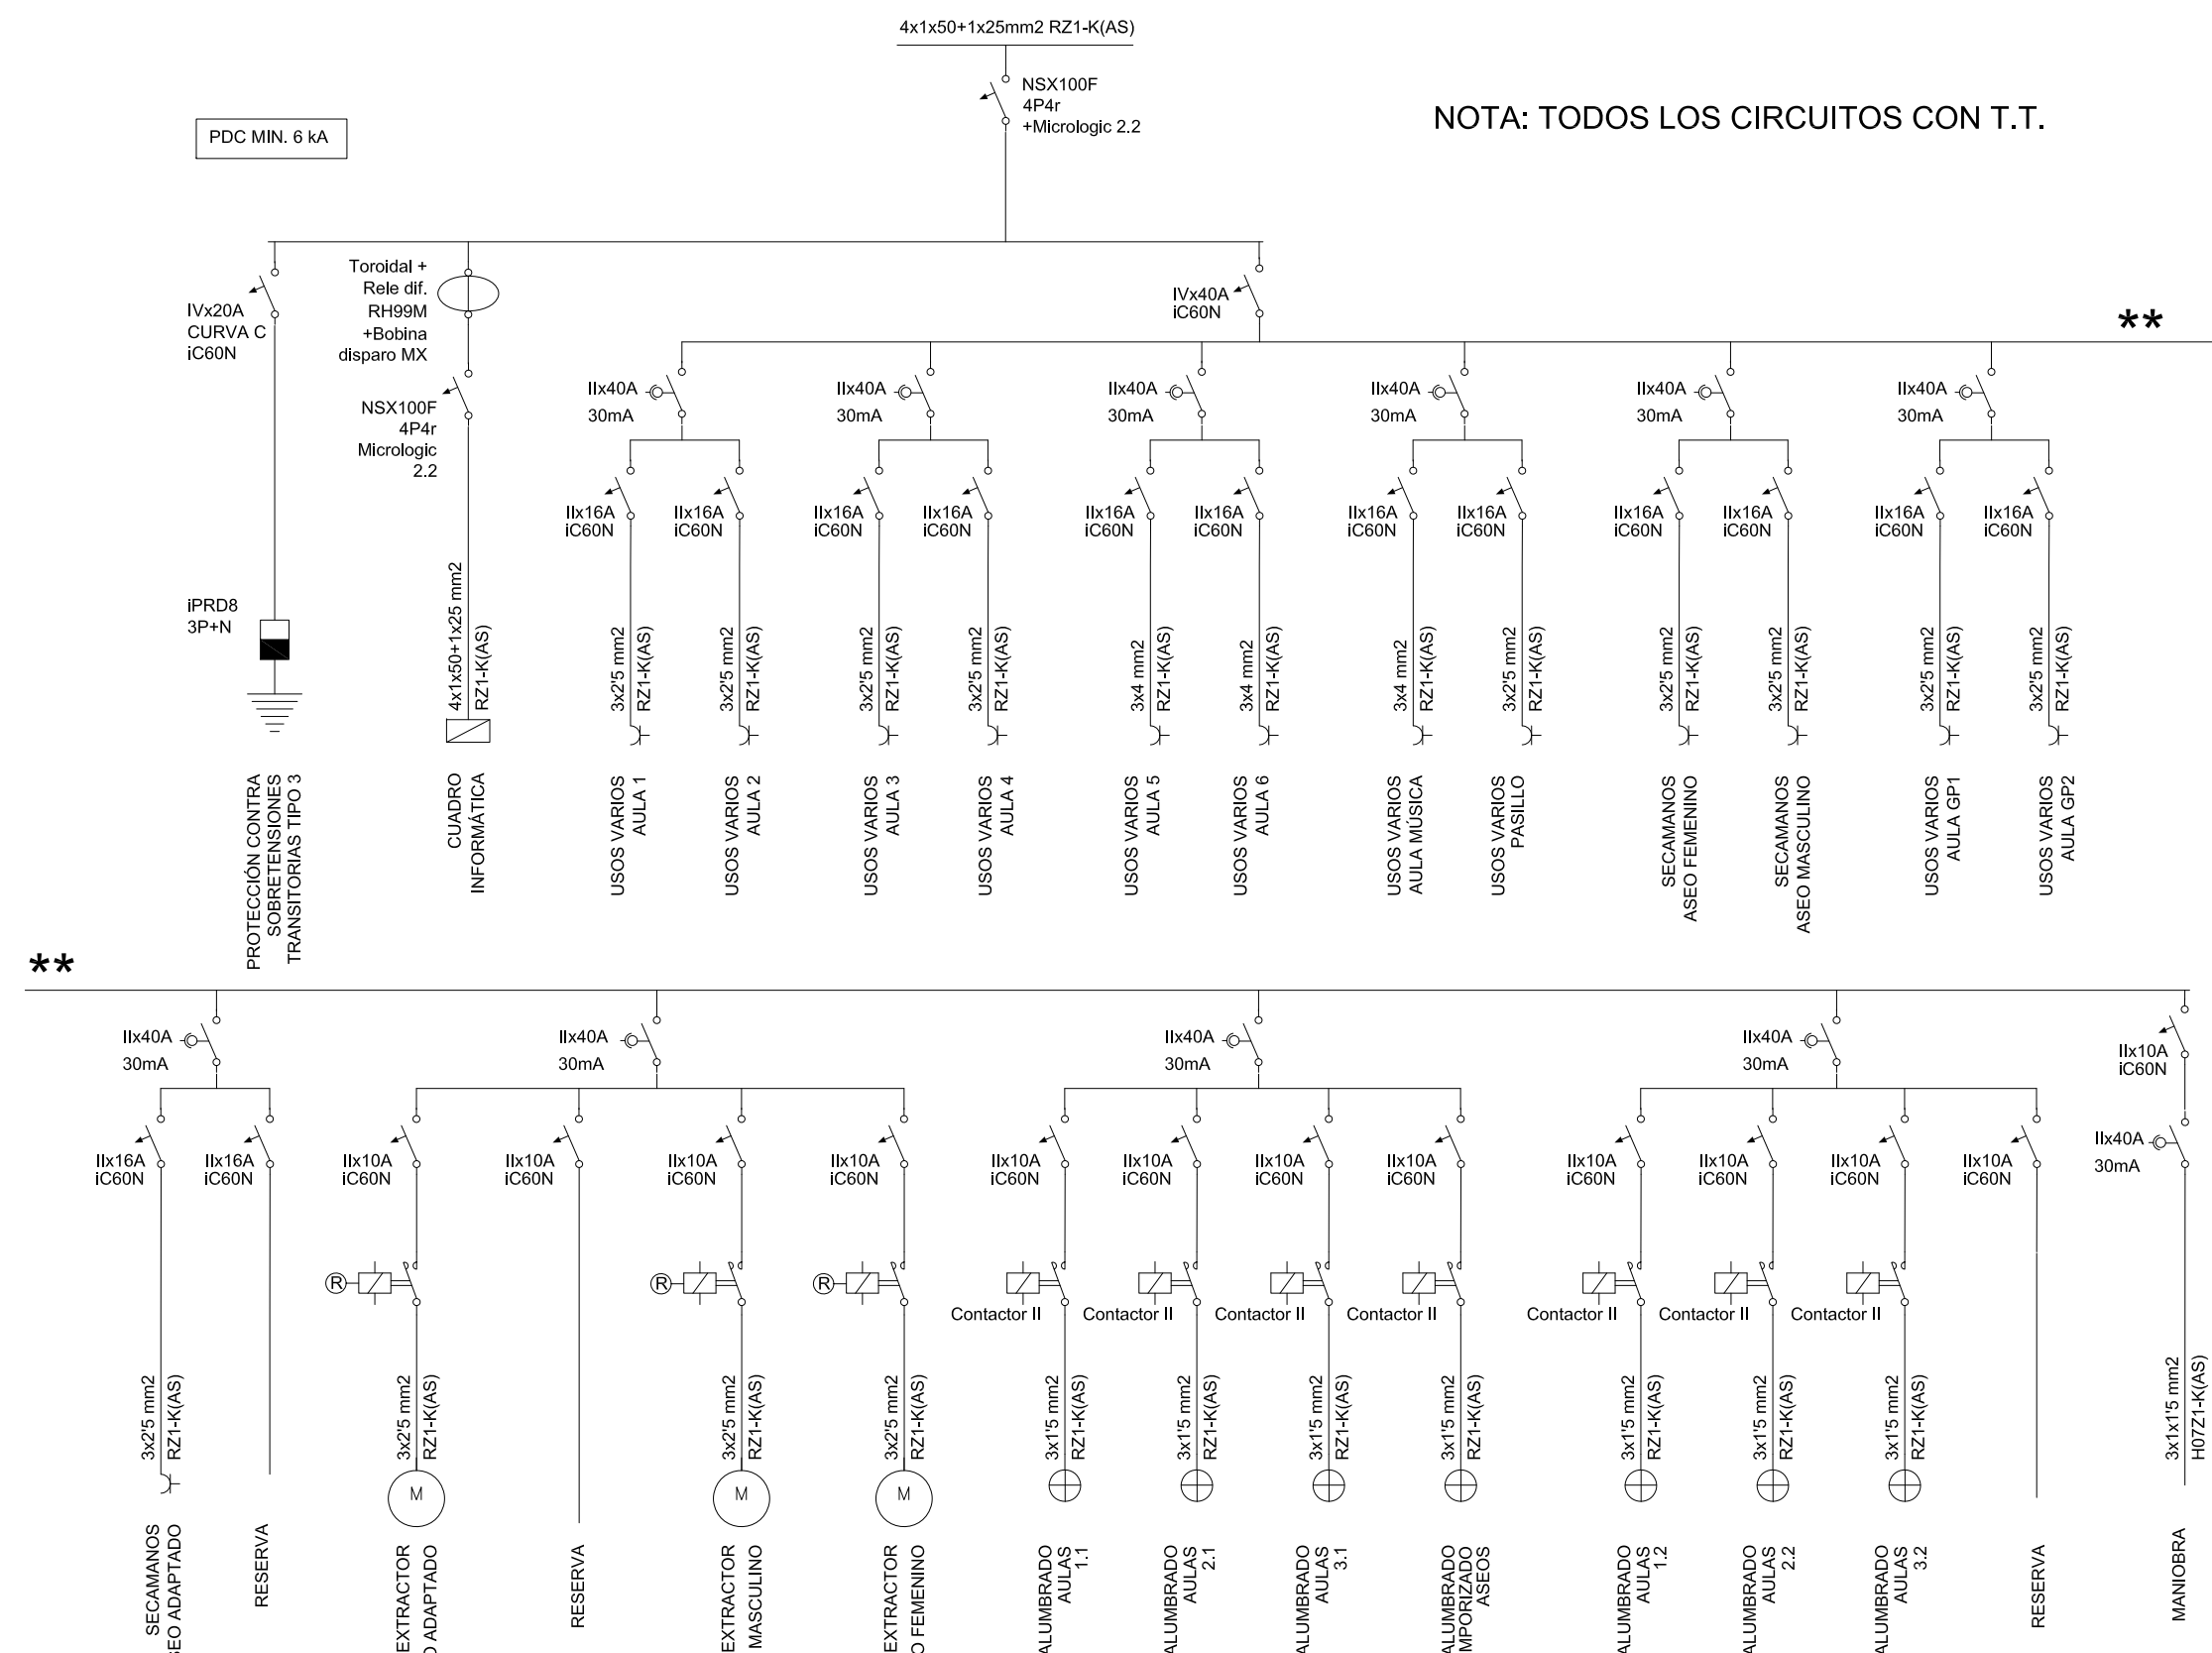 4x1x50+1x25mm2 RZ1-K(AS)
NSX100F
4P4r
+Micrologic 2.2
PDC MIN. 6 kA
NOTA: TODOS LOS CIRCUITOS CON T.T.
IVx20A
CURVA C
iC60N
iPRD8
3P+N
PROTECCIÓN CONTRA
SOBRETENSIONES
TRANSITORIAS TIPO 3
Toroidal +
Rele dif.
RH99M
+Bobina
disparo MX
NSX100F
4P4r
Micrologic
2.2
4x1x50+1x25 mm2
RZ1-K(AS)
CUADRO
INFORMÁTICA
IVx40A
iC60N
**
IIx40A
30mA
IIx16A
iC60N
3x2'5 mm2
RZ1-K(AS)
USOS VARIOS
AULA 1
IIx16A
iC60N
3x2'5 mm2
RZ1-K(AS)
USOS VARIOS
AULA 2
IIx40A
30mA
IIx16A
iC60N
3x2'5 mm2
RZ1-K(AS)
USOS VARIOS
AULA 3
IIx16A
iC60N
3x2'5 mm2
RZ1-K(AS)
USOS VARIOS
AULA 4
IIx40A
30mA
IIx16A
iC60N
3x4 mm2
RZ1-K(AS)
USOS VARIOS
AULA 5
IIx16A
iC60N
3x4 mm2
RZ1-K(AS)
USOS VARIOS
AULA 6
IIx40A
30mA
IIx16A
iC60N
3x4 mm2
RZ1-K(AS)
USOS VARIOS
AULA MÚSICA
IIx16A
iC60N
3x2'5 mm2
RZ1-K(AS)
USOS VARIOS
PASILLO
IIx40A
30mA
IIx16A
iC60N
3x2'5 mm2
RZ1-K(AS)
SECAMANOS
ASEO FEMENINO
IIx16A
iC60N
3x2'5 mm2
RZ1-K(AS)
SECAMANOS
ASEO MASCULINO
IIx40A
30mA
IIx16A
iC60N
3x2'5 mm2
RZ1-K(AS)
USOS VARIOS
AULA GP1
IIx16A
iC60N
3x2'5 mm2
RZ1-K(AS)
USOS VARIOS
AULA GP2
**
IIx40A
30mA
IIx16A
iC60N
3x2'5 mm2
RZ1-K(AS)
SECAMANOS
SEO ADAPTADO
IIx16A
iC60N
RESERVA
IIx40A
30mA
IIx10A
iC60N
R
3x2'5 mm2
RZ1-K(AS)
M
EXTRACTOR
O ADAPTADO
IIx10A
iC60N
RESERVA
IIx10A
iC60N
R
3x2'5 mm2
RZ1-K(AS)
M
EXTRACTOR
MASCULINO
IIx10A
iC60N
R
3x2'5 mm2
RZ1-K(AS)
M
EXTRACTOR
O FEMENINO
IIx40A
30mA
IIx10A
iC60N
Contactor II
3x1'5 mm2
RZ1-K(AS)
ALUMBRADO
AULAS
1.1
IIx10A
iC60N
Contactor II
3x1'5 mm2
RZ1-K(AS)
ALUMBRADO
AULAS
2.1
IIx10A
iC60N
Contactor II
3x1'5 mm2
RZ1-K(AS)
ALUMBRADO
AULAS
3.1
IIx10A
iC60N
Contactor II
3x1'5 mm2
RZ1-K(AS)
ALUMBRADO
MPORIZADO
ASEOS
IIx40A
30mA
IIx10A
iC60N
Contactor II
3x1'5 mm2
RZ1-K(AS)
ALUMBRADO
AULAS
1.2
IIx10A
iC60N
Contactor II
3x1'5 mm2
RZ1-K(AS)
ALUMBRADO
AULAS
2.2
IIx10A
iC60N
Contactor II
3x1'5 mm2
RZ1-K(AS)
ALUMBRADO
AULAS
3.2
IIx10A
iC60N
RESERVA
IIx10A
iC60N
IIx40A
30mA
3x1x1'5 mm2
H07Z1-K(AS)
MANIOBRA